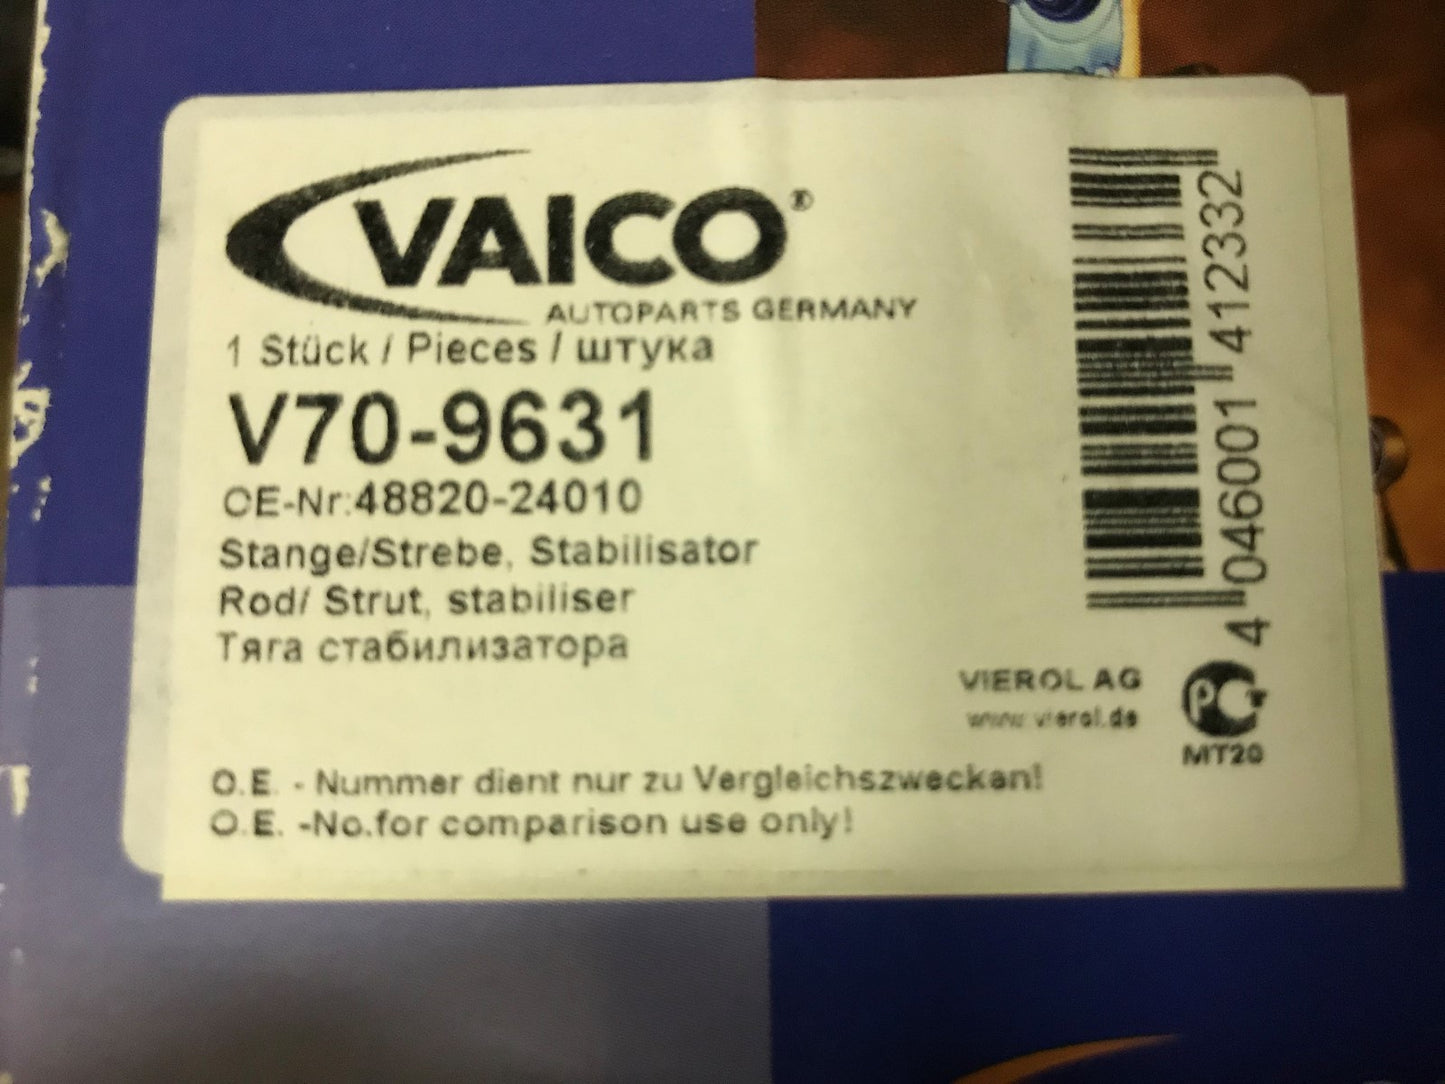 VAICO®
AUTOPARTS GERMANY
1 Stück / Pieces / штука
V70-9631
OE-Nr:48820-24010
Stange/Strebe, Stabilisator
Rod/ Strut, stabiliser
Тяга стабилизатора
4 046001 412332
VIEROL AG
www.vierol.de
PC
MT20
O.E. - Nummer dient nur zu Vergleichszwecken!
O.E. -No.for comparison use only!